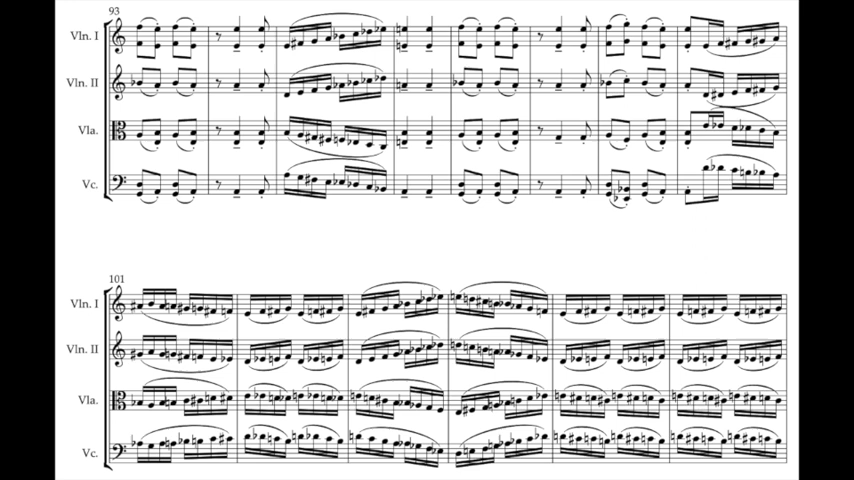 93
Vln. I
Vln. II
Vla.
Vc.
101
Vln. I
Vln. II
Vla.
Vc.